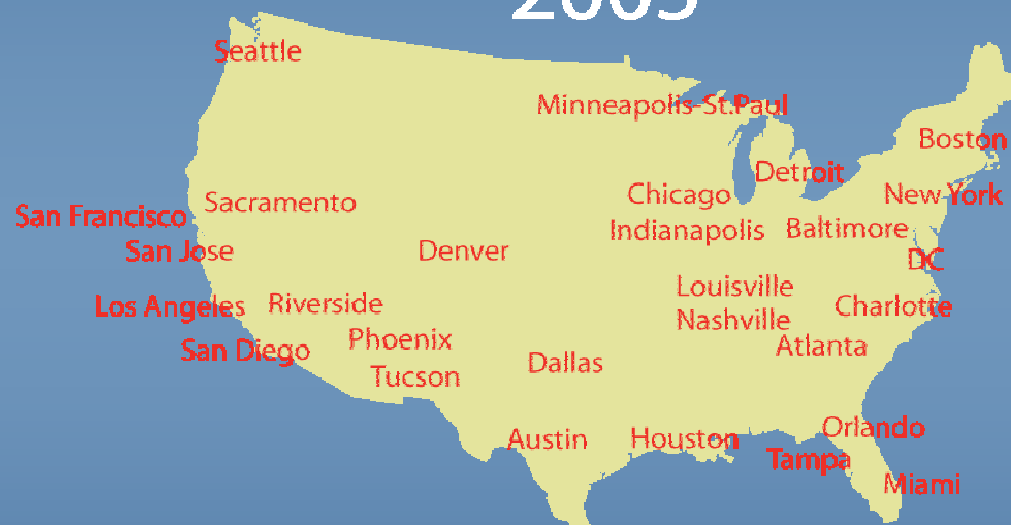 2005
Seattle
Minneapolis-St.Paul
Boston
Detroit
Chicago
New York
Sacramento
San Francisco
Indianapolis
Baltimore
San Jose
Denver
DC
Louisville
Los Angeles
Riverside
Charlotte
Nashville
Phoenix
Atlanta
San Diego
Dallas
Tucson
Orlando
Austin
Houston
Tampa
Miami